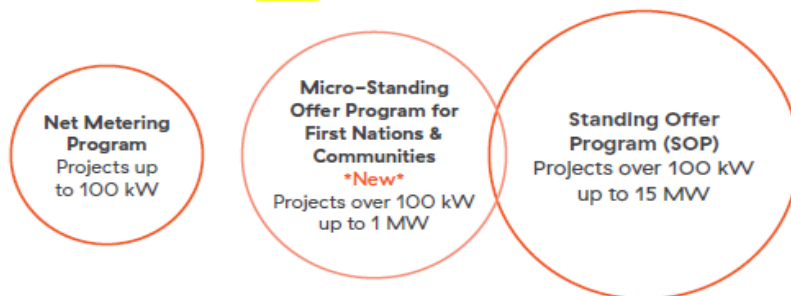 Net Metering
Program
Projects up
to 100 kW
Micro-Standing
Offer Program for
First Nations &
Communities
*New*
Projects over 100 kW
up to 1 MW
Standing Offer
Program (SOP)
Projects over 100 kW
up to 15 MW